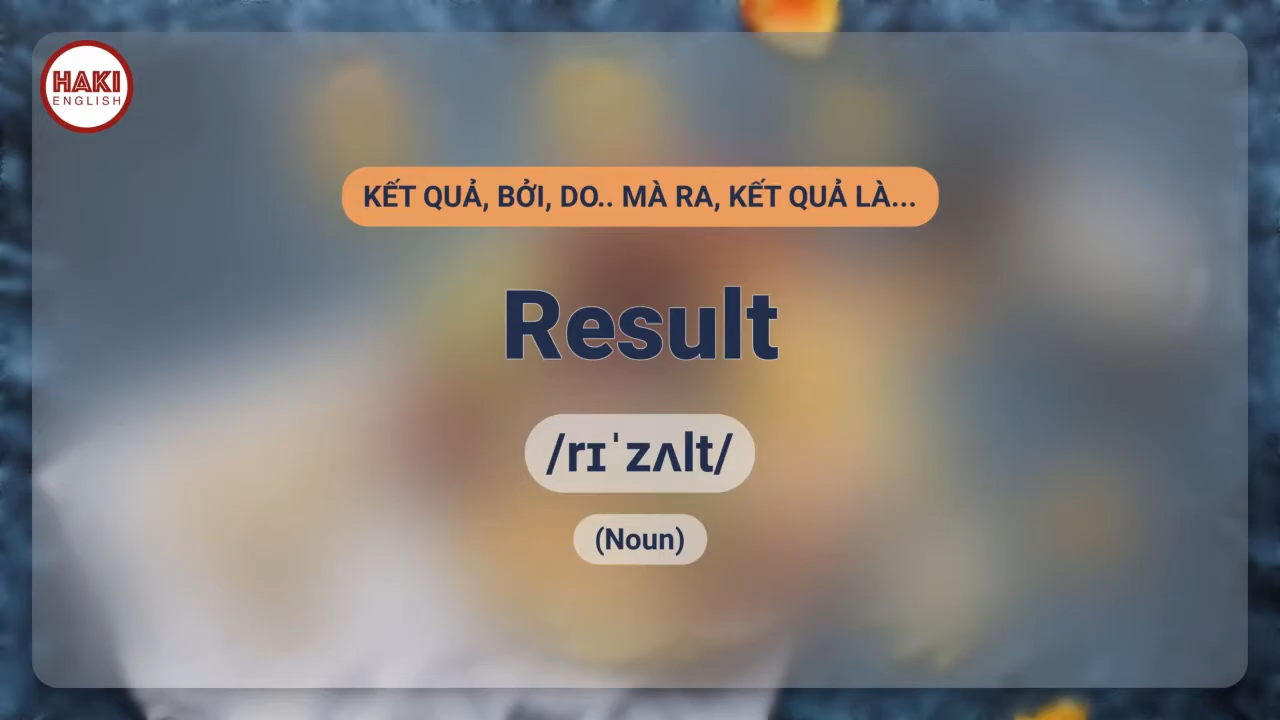 HAKI
ENGLISH
KẾT QUẢ, BỞI, DO.. MÀ RA, KẾT QUẢ LÀ...
Result
/rɪˈzʌlt/
(Noun)